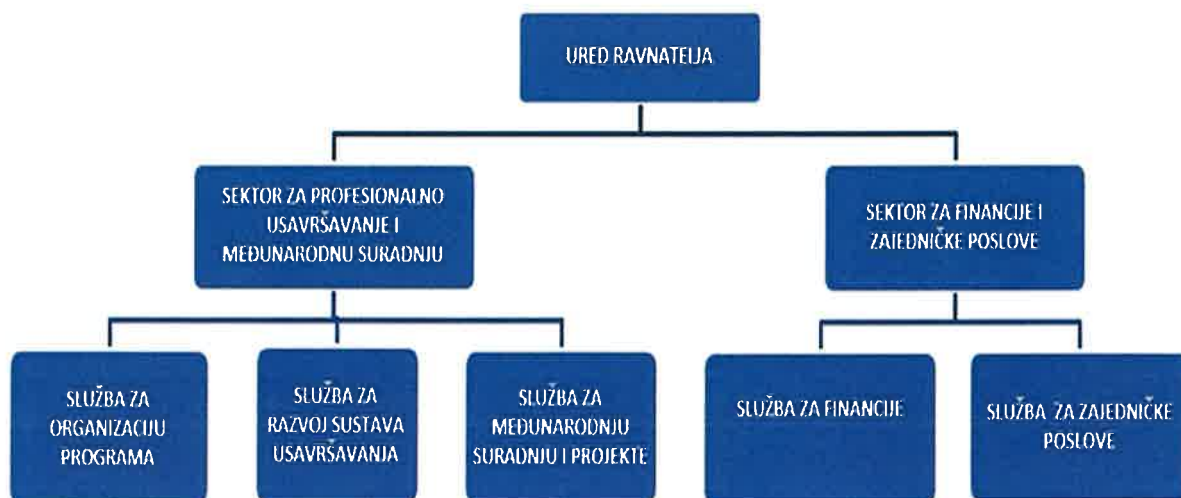 URED RAVNATELJA
SEKTOR ZA PROFESIONALNO
USAVRŠAVANJE I
MEĐUNARODNU SURADNJU
SEKTOR ZA FINANCIJE I
ZAJEDNIČKE POSLOVE
SLUŽBA ZA
ORGANIZACIJU
PROGRAMA
SLUŽBA ZA
RAZVOJ SUSTAVA
USAVRŠAVANJA
SLUŽBA ZA
MEĐUNARODNJU
SURADNJU I PROJEKTE
SLUŽBA ZA FINANCIJE
SLUŽBA ZA ZAJEDNIČKE
POSLOVE